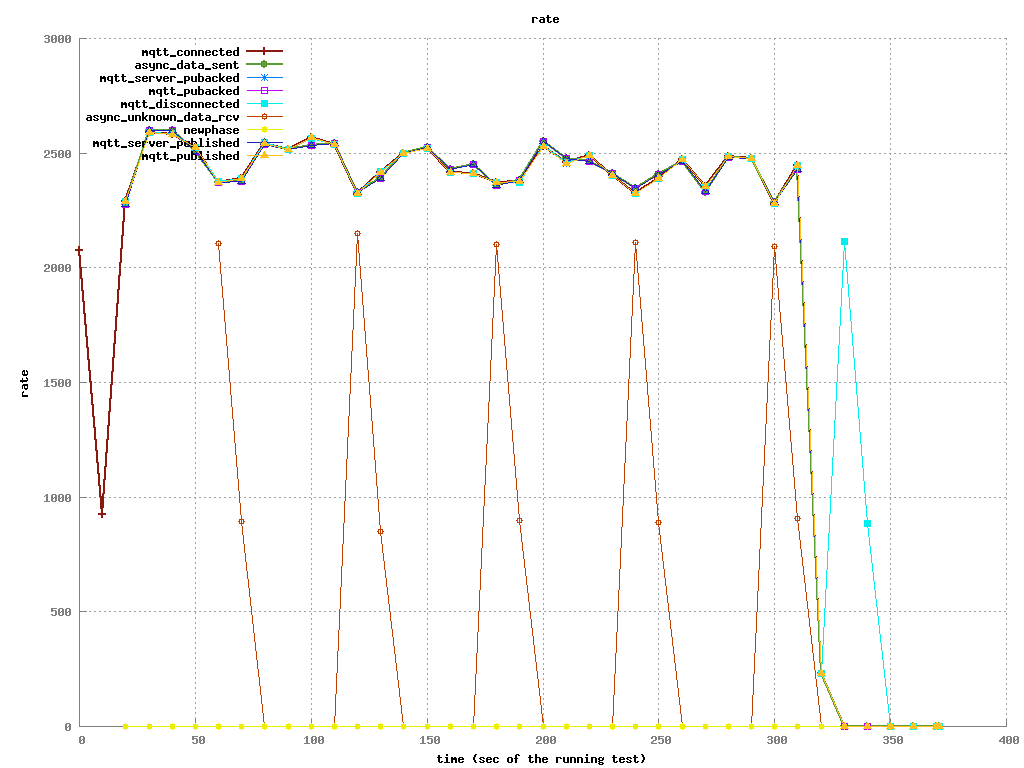 rate
3000
2500
2000
1500
1000
500
0
rate
mqtt_connected
async_data_sent
mqtt_server_pubacked
mqtt_pubacked
mqtt_disconnected
async_unknown_data_rcv
newphase
mqtt_server_published
mqtt_published
0 50 100 150 200 250 300 350 400
time (sec of the running test)